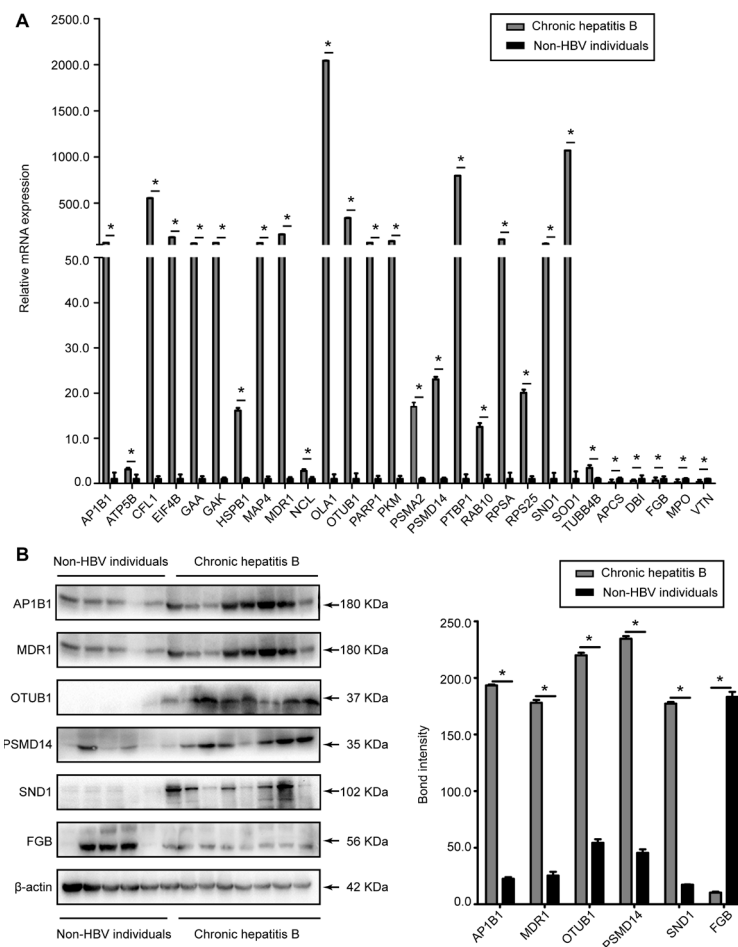 A
Chronic hepatitis B
Non-HBV individuals
Relative mRNA expression
2500.0
2000.0
1500.0
1000.0
500.0
50.0
40.0
30.0
20.0
10.0
0.0
* * * * * * * * * * * * * * * * * * * * * * * * * * * *
AP1B1 ATP5B CFL1 EIF4B GAA GAK HSPB1 MAP4 MDR1 NCL OLA1 OTUB1 PARP1 PKM PSMA2 PSMD14 PTBP1 RAB10 RPSA RPS25 SND1 SOD1 TUBB4B APCS DBI FGB MPO VTN
B
Non-HBV individuals Chronic hepatitis B
AP1B1 180 KDa
MDR1 180 KDa
OTUB1 37 KDa
PSMD14 35 KDa
SND1 102 KDa
FGB 56 KDa
β-actin 42 KDa
Non-HBV individuals Chronic hepatitis B
Chronic hepatitis B
Non-HBV individuals
Bond intensity
250.0
200.0
150.0
100.0
50.0
0.0
* * * * * *
AP1B1 MDR1 OTUB1 PSMD14 SND1 FGB